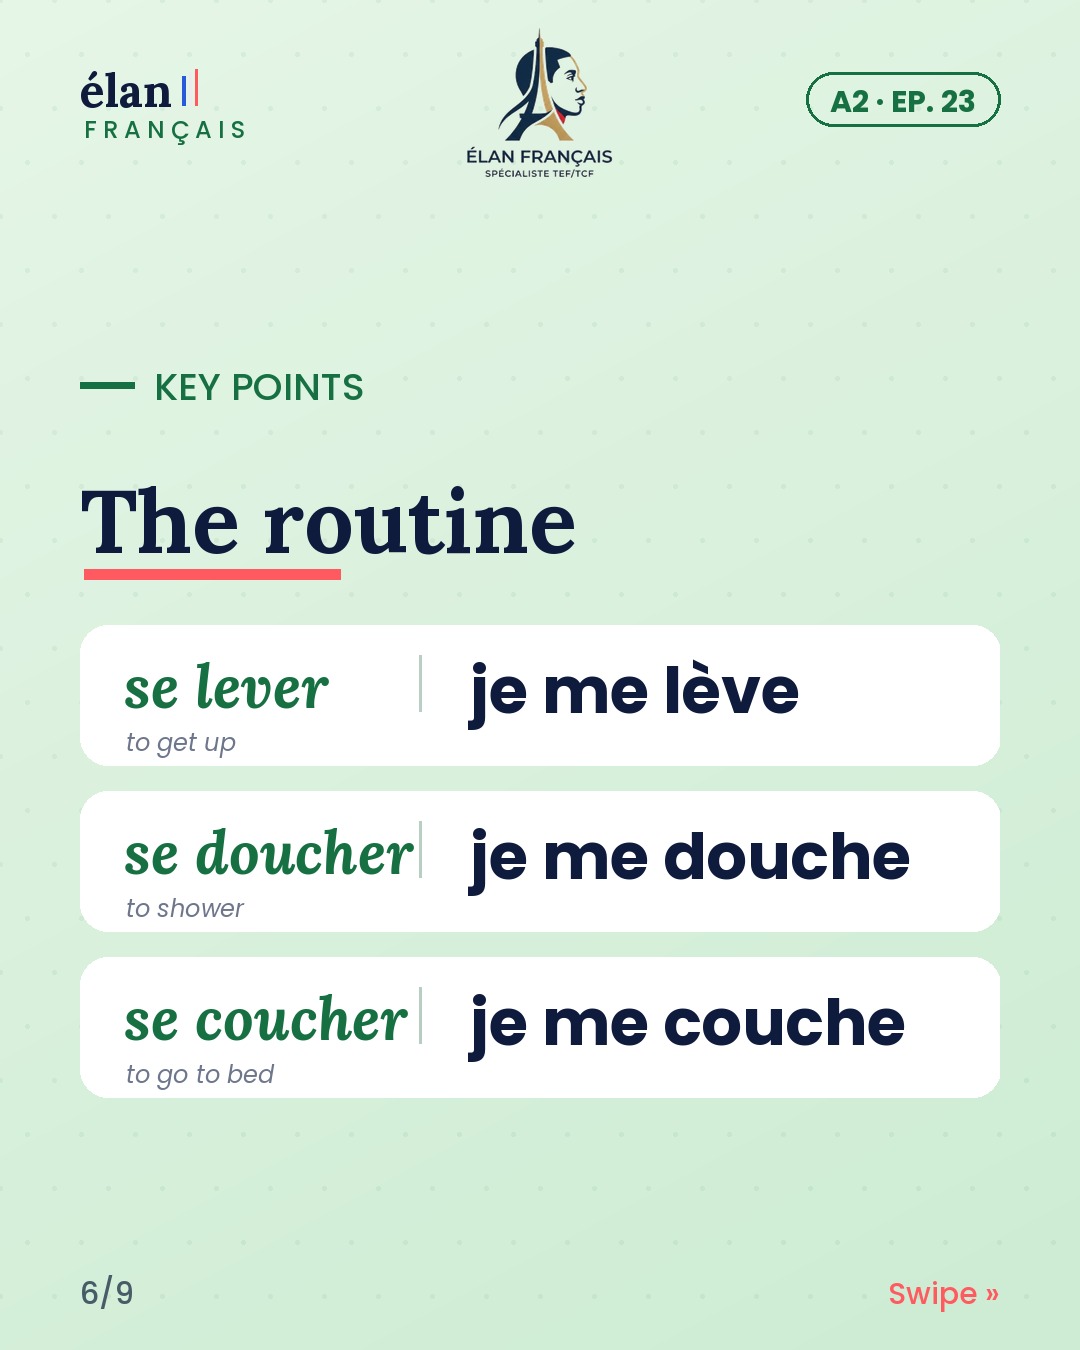 élan
FRANÇAIS
ÉLAN FRANÇAIS
SPÉCIALISTE TEF/TCF
A2 · EP. 23
KEY POINTS
The routine
se lever
to get up
je me lève
se doucher
to shower
je me douche
se coucher
to go to bed
je me couche
6/9
Swipe »